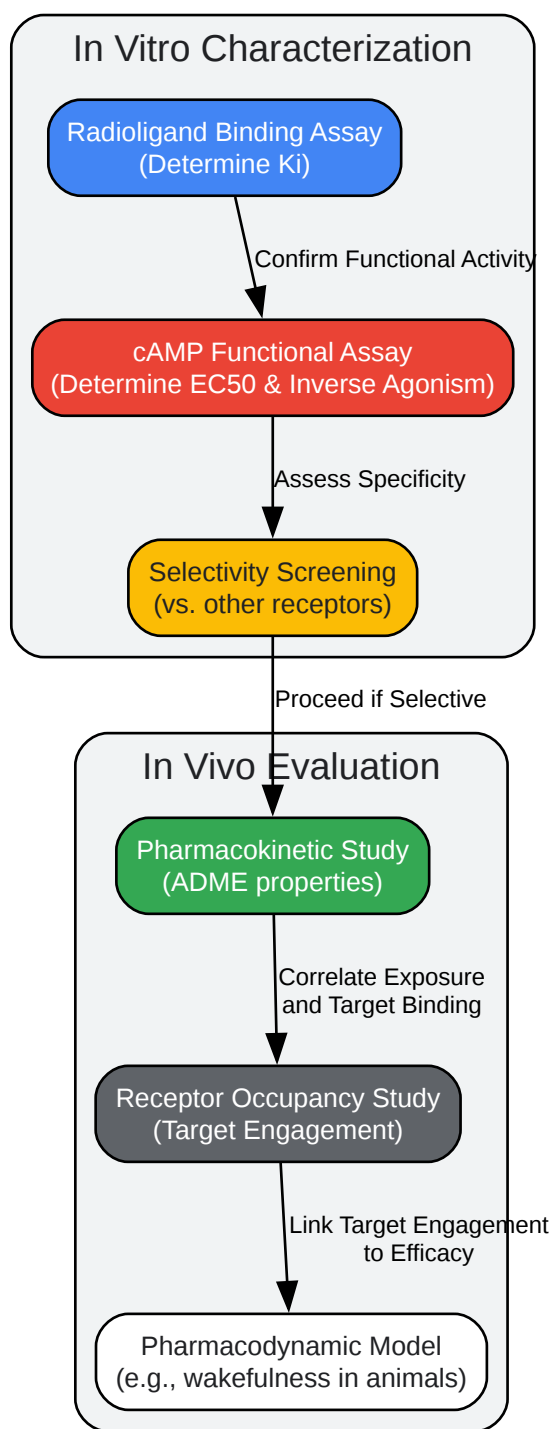 In Vitro Characterization
Radioligand Binding Assay
(Determine Ki)
Confirm Functional Activity
cAMP Functional Assay
(Determine EC50 & Inverse Agonism)
Assess Specificity
Selectivity Screening
(vs. other receptors)
Proceed if Selective
In Vivo Evaluation
Pharmacokinetic Study
(ADME properties)
Correlate Exposure
and Target Binding
Receptor Occupancy Study
(Target Engagement)
Link Target Engagement
to Efficacy
Pharmacodynamic Model
(e.g., wakefulness in animals)